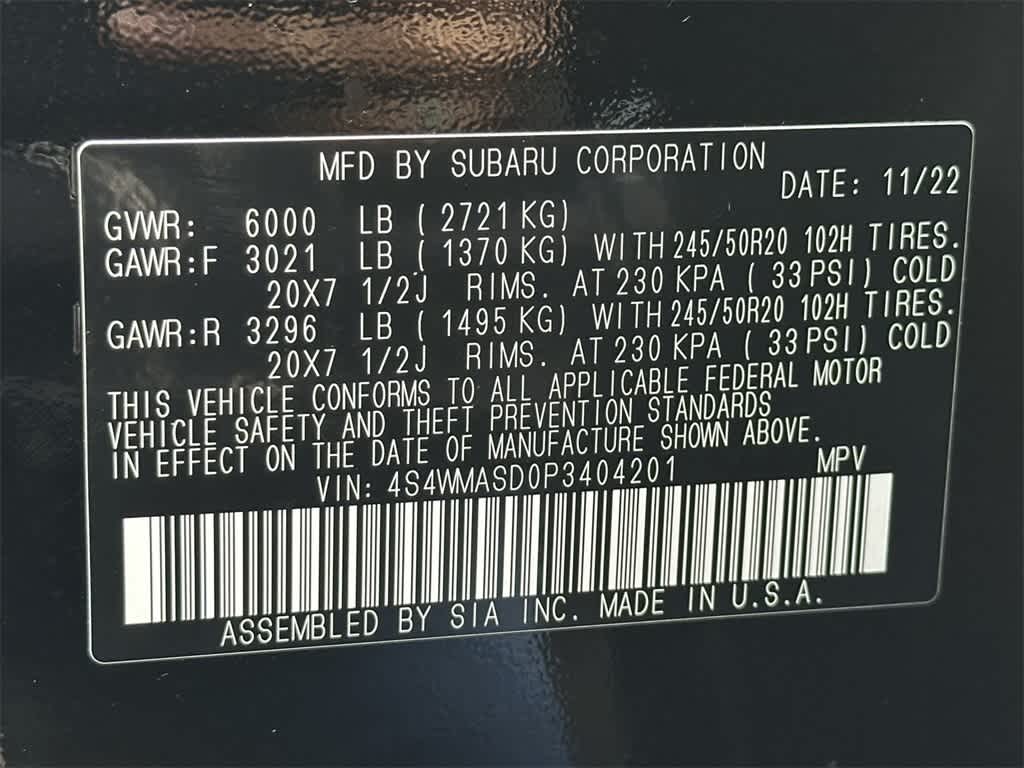 MFD BY SUBARU CORPORATION
DATE: 11/22
GVWR: 6000 LB ( 2721 KG)
GAWR:F 3021 LB ( 1370 KG) WITH 245/50R20 102H TIRES.
20X7 1/2J RIMS. AT 230 KPA ( 33 PSI) COLD
GAWR:R 3296 LB ( 1495 KG) WITH 245/50R20 102H TIRES.
20X7 1/2J RIMS. AT 230 KPA ( 33 PSI) COLD
THIS VEHICLE CONFORMS TO ALL APPLICABLE FEDERAL MOTOR
VEHICLE SAFETY AND THEFT PREVENTION STANDARDS
IN EFFECT ON THE DATE OF MANUFACTURE SHOWN ABOVE.
VIN: 4S4WMASD0P3404201 MPV
ASSEMBLED BY SIA INC. MADE IN U.S.A.